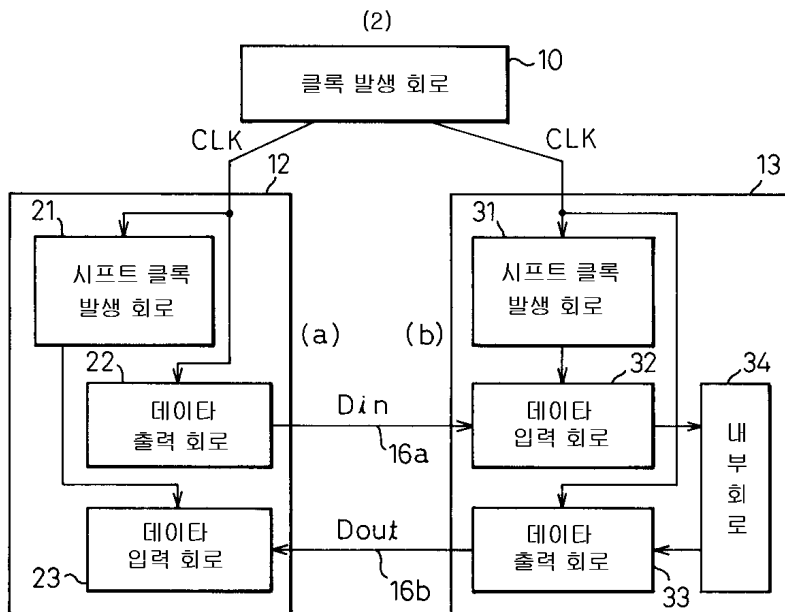 (2)
10
클록 발생 회로
CLK
CLK
12
13
21
31
시프트 클록
발생 회로
시프트 클록
발생 회로
(a)
(b)
22
32
34
데이타
출력 회로
Din
16a
데이타
입력 회로
내부회로
데이타
입력 회로
23
Dout
16b
데이타
출력 회로
33